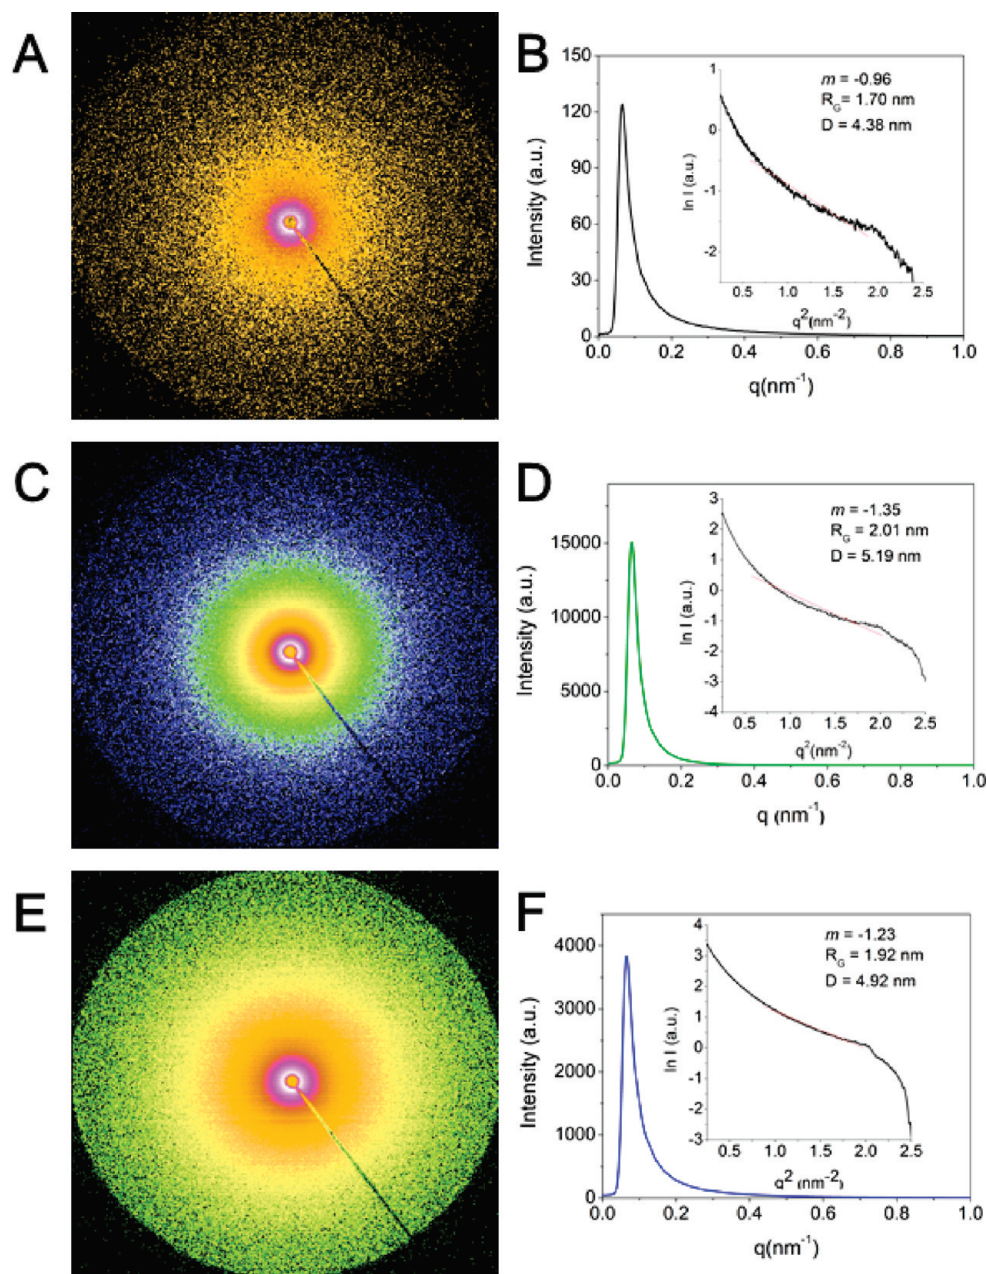 A
B
150
120
90
60
30
0
0.0 0.2 0.4 0.6 0.8 1.0
Intensity (a.u.)
q(nm-1)
1
0
-1
-2
0.5 1.0 1.5 2.0 2.5
ln I (a.u.)
q2(nm-2)
m = -0.96
RG= 1.70 nm
D = 4.38 nm
C
D
15000
10000
5000
0
0.0 0.2 0.4 0.6 0.8 1.0
Intensity (a.u.)
q (nm-1)
3
2
1
0
-1
-2
-3
-4
0.5 1.0 1.5 2.0 2.5
ln I (a.u.)
q2(nm-2)
m = -1.35
RG = 2.01 nm
D = 5.19 nm
E
F
4000
3000
2000
1000
0
0.0 0.2 0.4 0.6 0.8 1.0
Intensity (a.u.)
q(nm-1)
4
3
2
1
0
-1
-2
-3
0.5 1.0 1.5 2.0 2.5
ln I (a.u.)
q2 (nm-2)
m = -1.23
RG = 1.92 nm
D = 4.92 nm